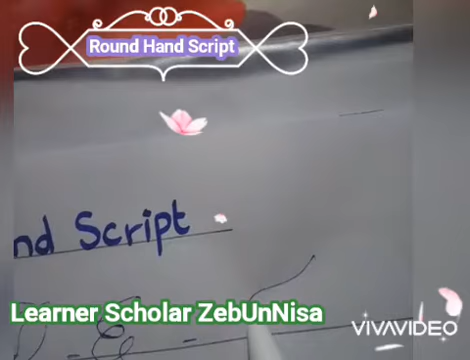 Round Hand Script
nd Script
Learner Scholar ZebUnNisa
VIVAVIDEO